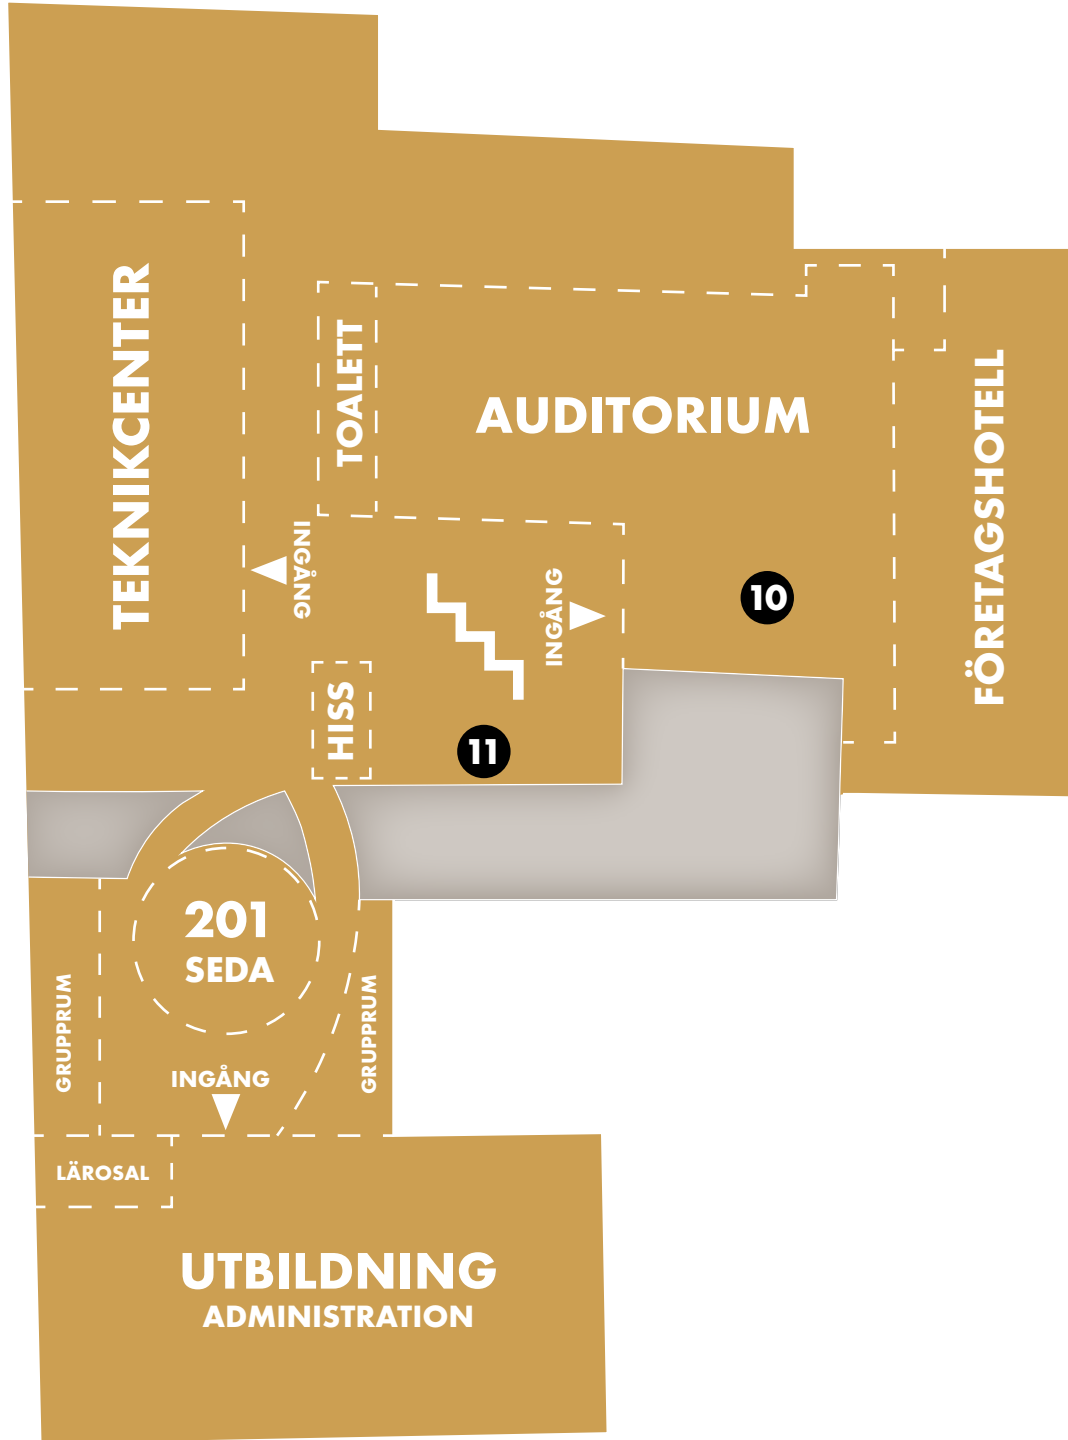 TEKNIKCENTER
TOALETT
AUDITORIUM
FÖRETAGSHOTELL
INGÅNG
INGÅNG
10
HISS
11
201
SEDA
GRUPPRUM
GRUPPRUM
INGÅNG
LÄROSAL
UTBILDNING
ADMINISTRATION